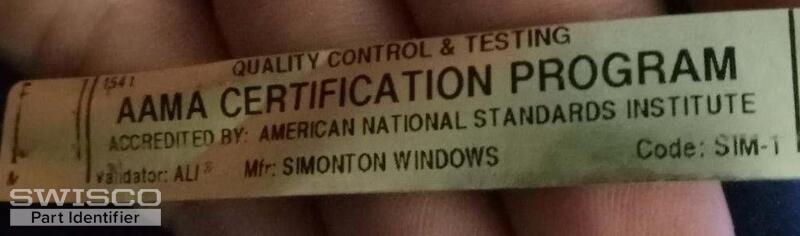 QUALITY CONTROL & TESTING
1541
AAMA CERTIFICATION PROGRAM
ACCREDITED BY: AMERICAN NATIONAL STANDARDS INSTITUTE
Validator: ALI Mfr: SIMONTON WINDOWS Code: SIM-1
SWISCO
Part Identifier